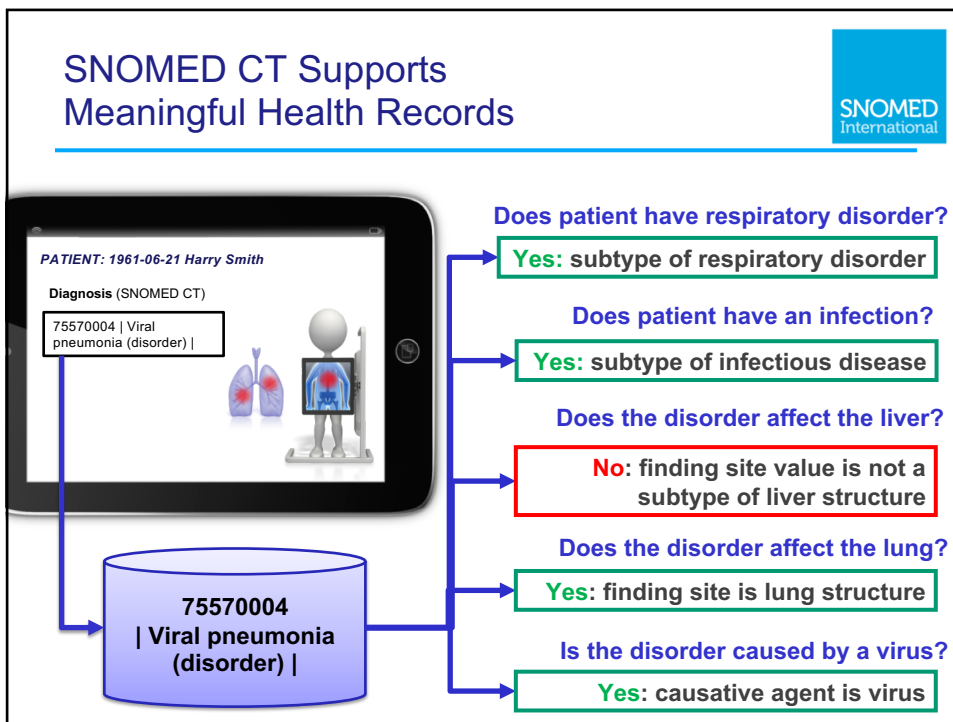 SNOMED CT Supports
Meaningful Health Records
SNOMED
International
PATIENT: 1961-06-21 Harry Smith
Diagnosis (SNOMED CT)
75570004 | Viral
pneumonia (disorder) |
75570004
| Viral pneumonia
(disorder) |
Does patient have respiratory disorder?
Yes: subtype of respiratory disorder
Does patient have an infection?
Yes: subtype of infectious disease
Does the disorder affect the liver?
No: finding site value is not a
subtype of liver structure
Does the disorder affect the lung?
Yes: finding site is lung structure
Is the disorder caused by a virus?
Yes: causative agent is virus